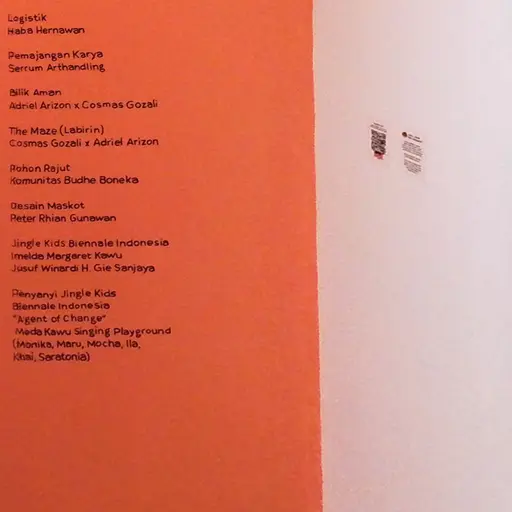 Logistik
Haba Hernawan
Pemajangan Karya
Serrum Arthandling
Bilik Aman
Adriel Arizon x Cosmas Gozali
The Maze (Labirin)
Cosmas Gozali x Adriel Arizon
Pohon Rajut
Komunitas Budhe Boneka
Desain Maskot
Peter Rhian Gunawan
Jingle Kids Biennale Indonesia
Imelda Margaret Kawu
Jusuf Winardi H. Gie Sanjaya
Penyanyi Jingle Kids
Biennale Indonesia
"Agent of Change"
Meda Kawu Singing Playground
(Monika, Maru, Mocha, Ila,
Khai, Saratonia)